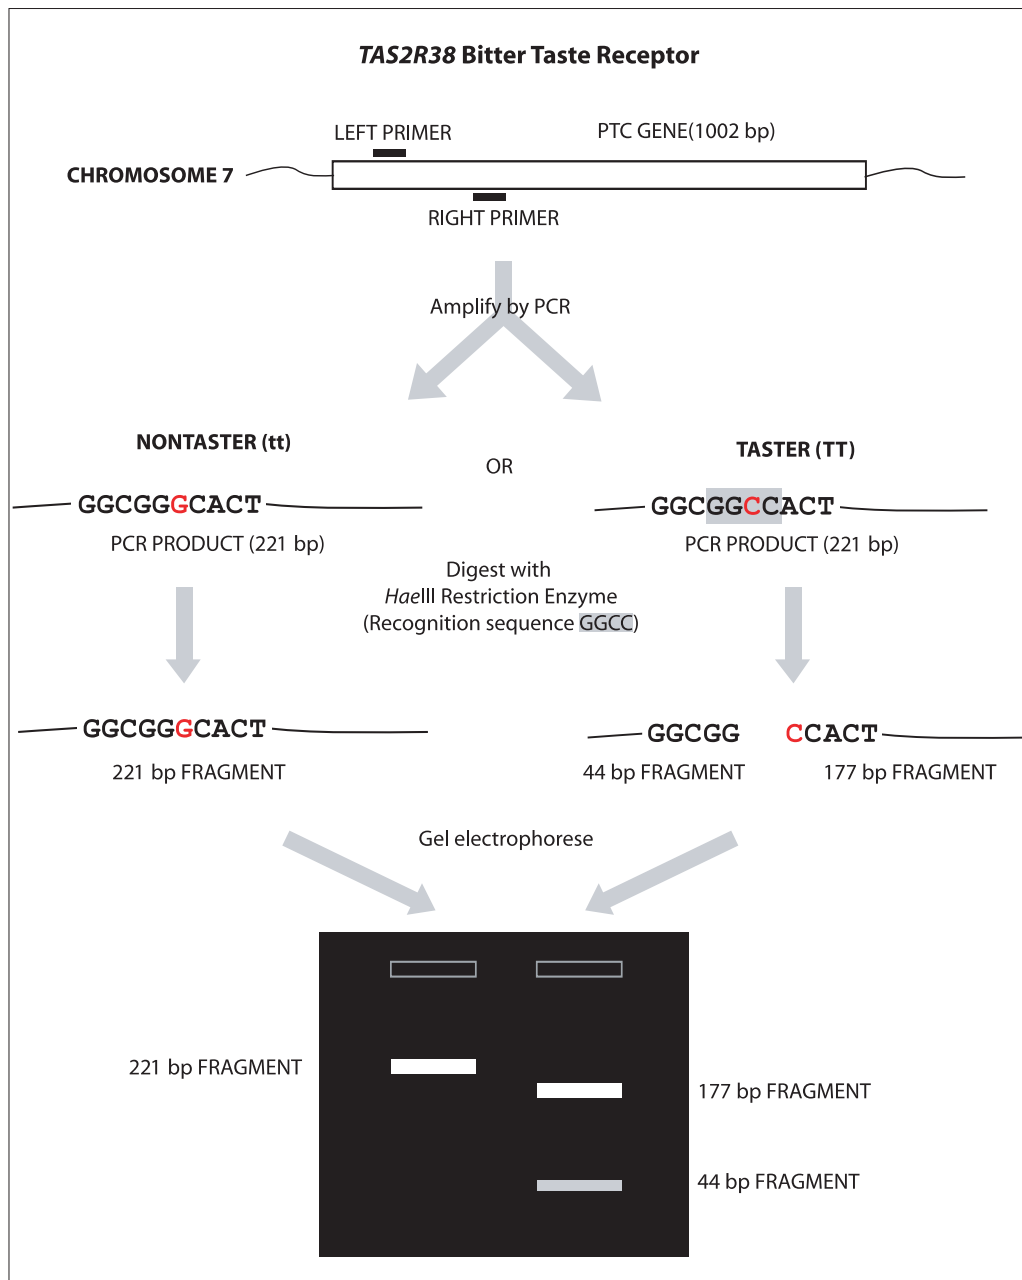 TAS2R38 Bitter Taste Receptor
LEFT PRIMER
PTC GENE(1002 bp)
CHROMOSOME 7
RIGHT PRIMER
Amplify by PCR
NONTASTER (tt)
OR
TASTER (TT)
GGCGGGCACT
GGCGGCCACT
PCR PRODUCT (221 bp)
PCR PRODUCT (221 bp)
Digest with
HaeIII Restriction Enzyme
(Recognition sequence GGCC)
GGCGGGCACT
GGCGG CCACT
221 bp FRAGMENT
44 bp FRAGMENT
177 bp FRAGMENT
Gel electrophorese
221 bp FRAGMENT
177 bp FRAGMENT
44 bp FRAGMENT